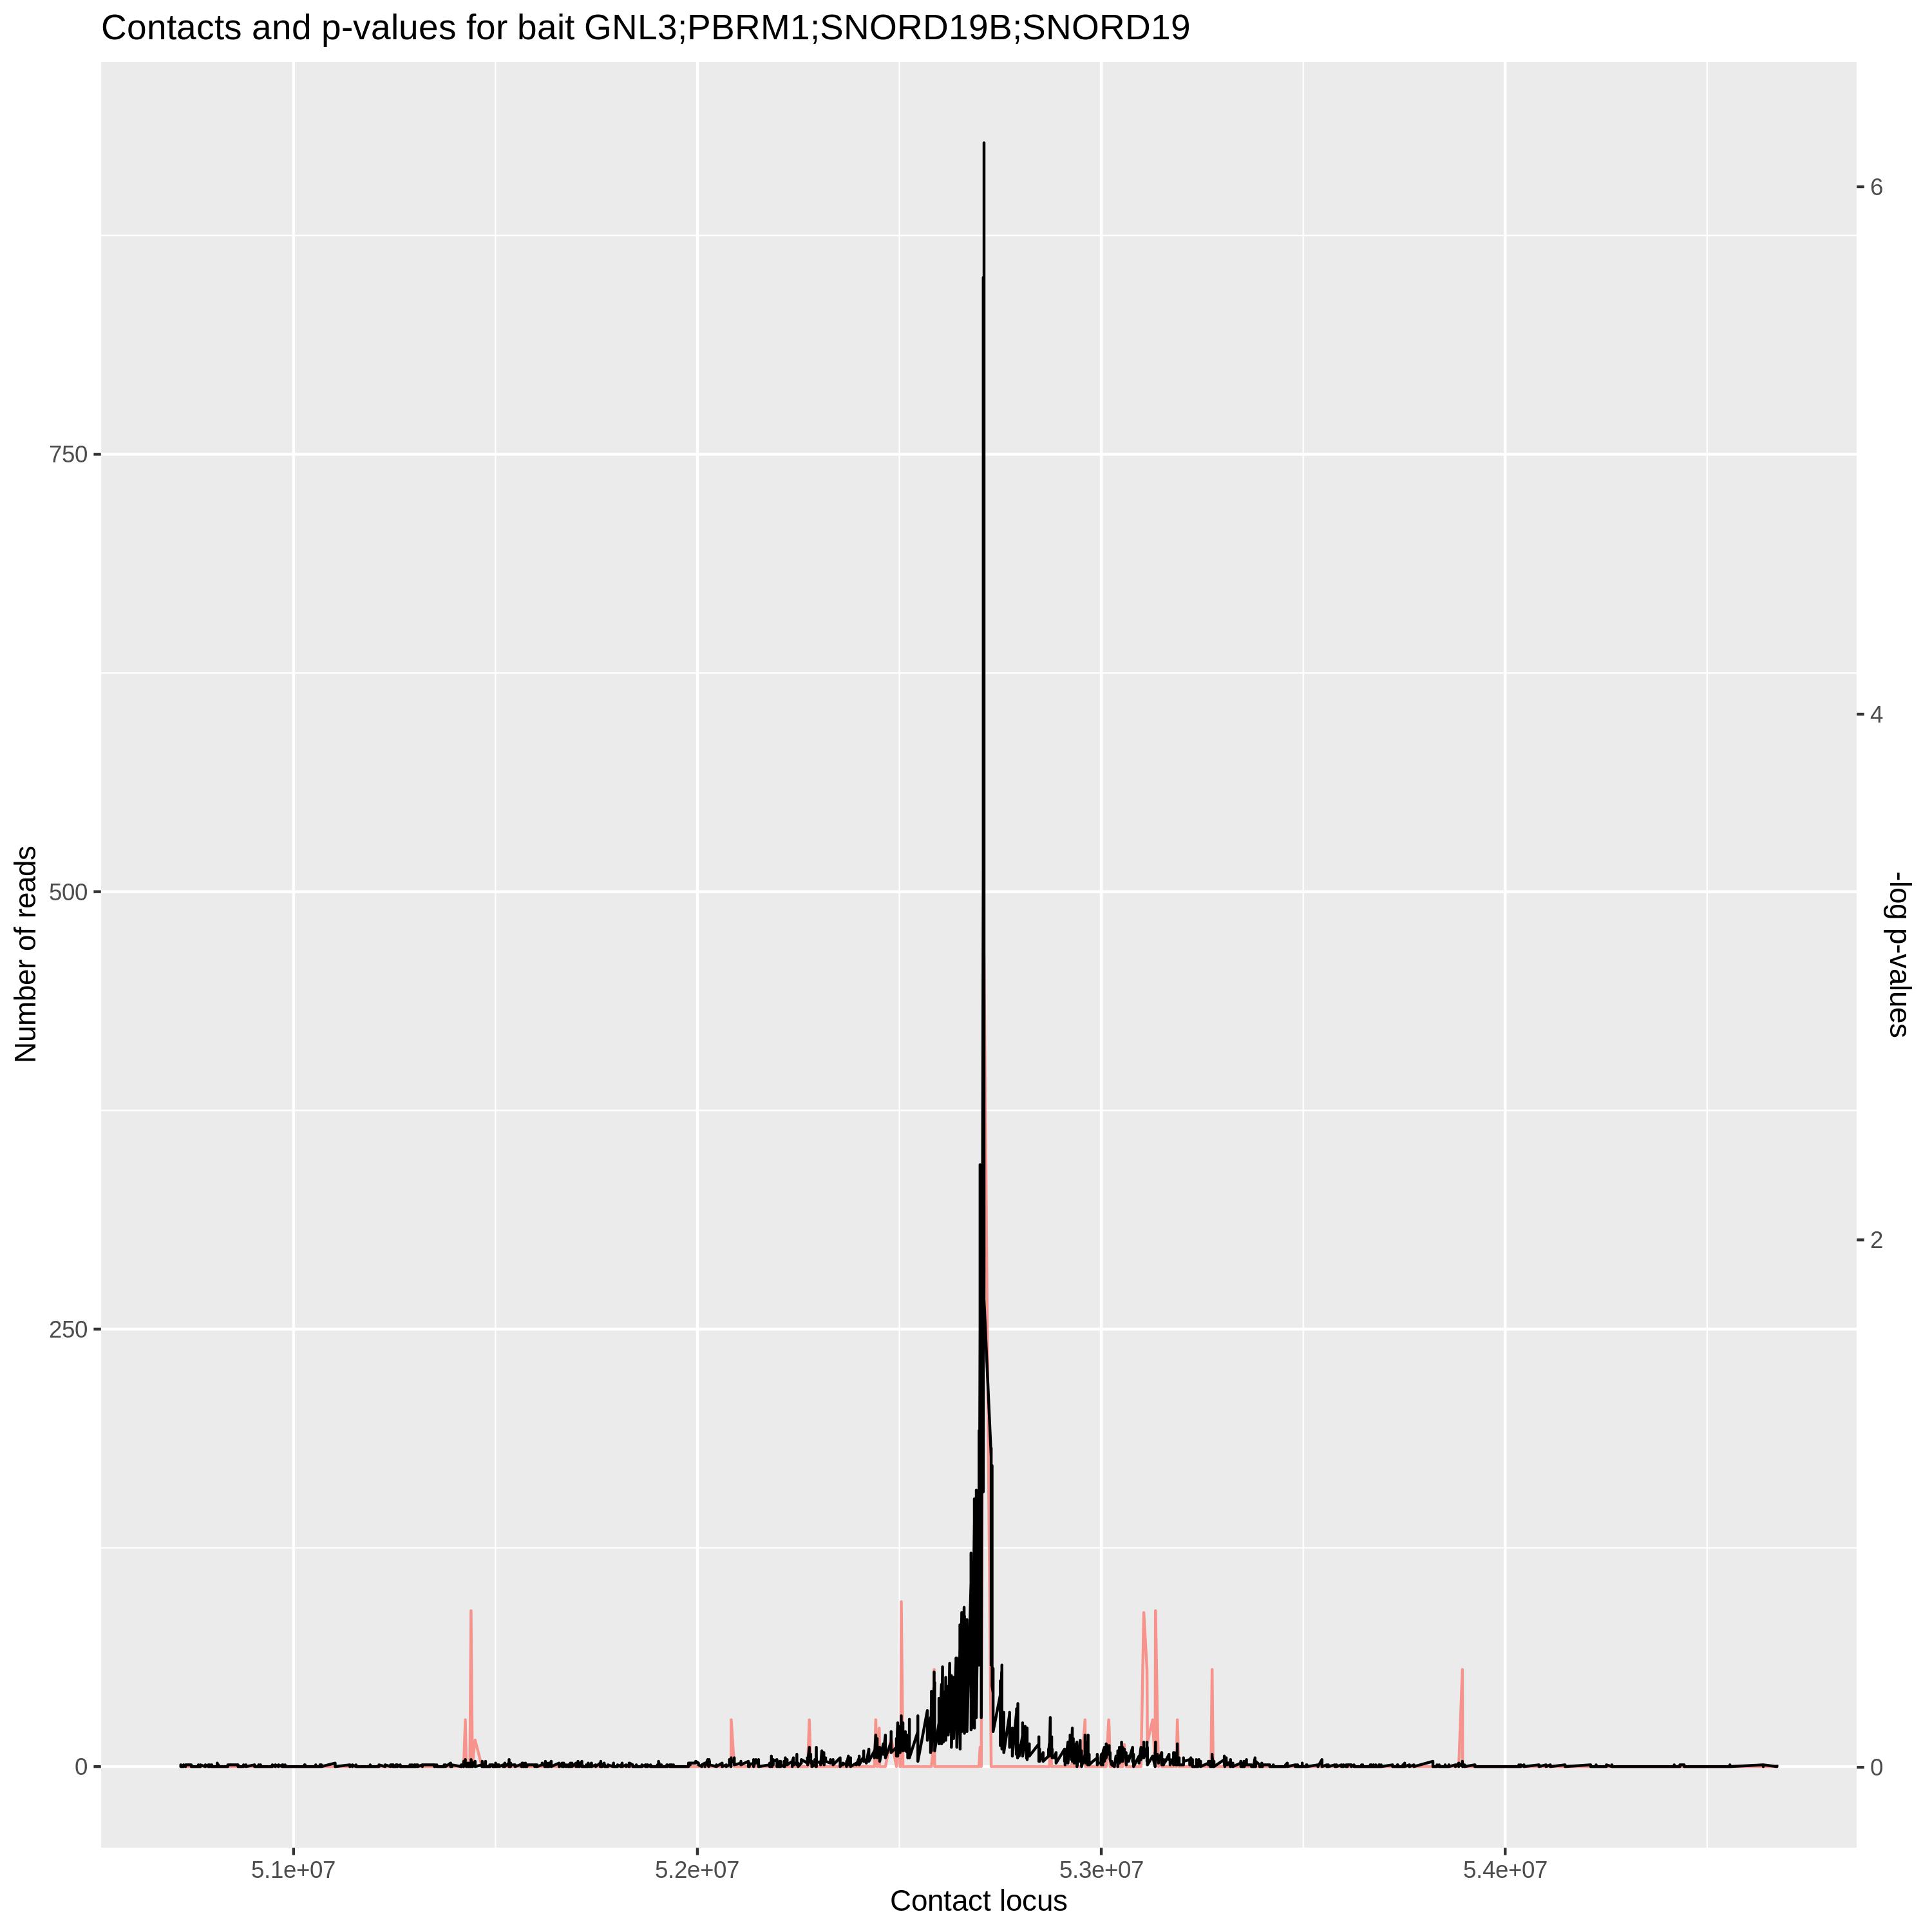 Contacts and p-values for bait GNL3;PBRM1;SNORD19B;SNORD19
6
750
4
500
Number of reads
-log p-values
2
250
0
0
5.1e+07
5.2e+07
5.3e+07
5.4e+07
Contact locus